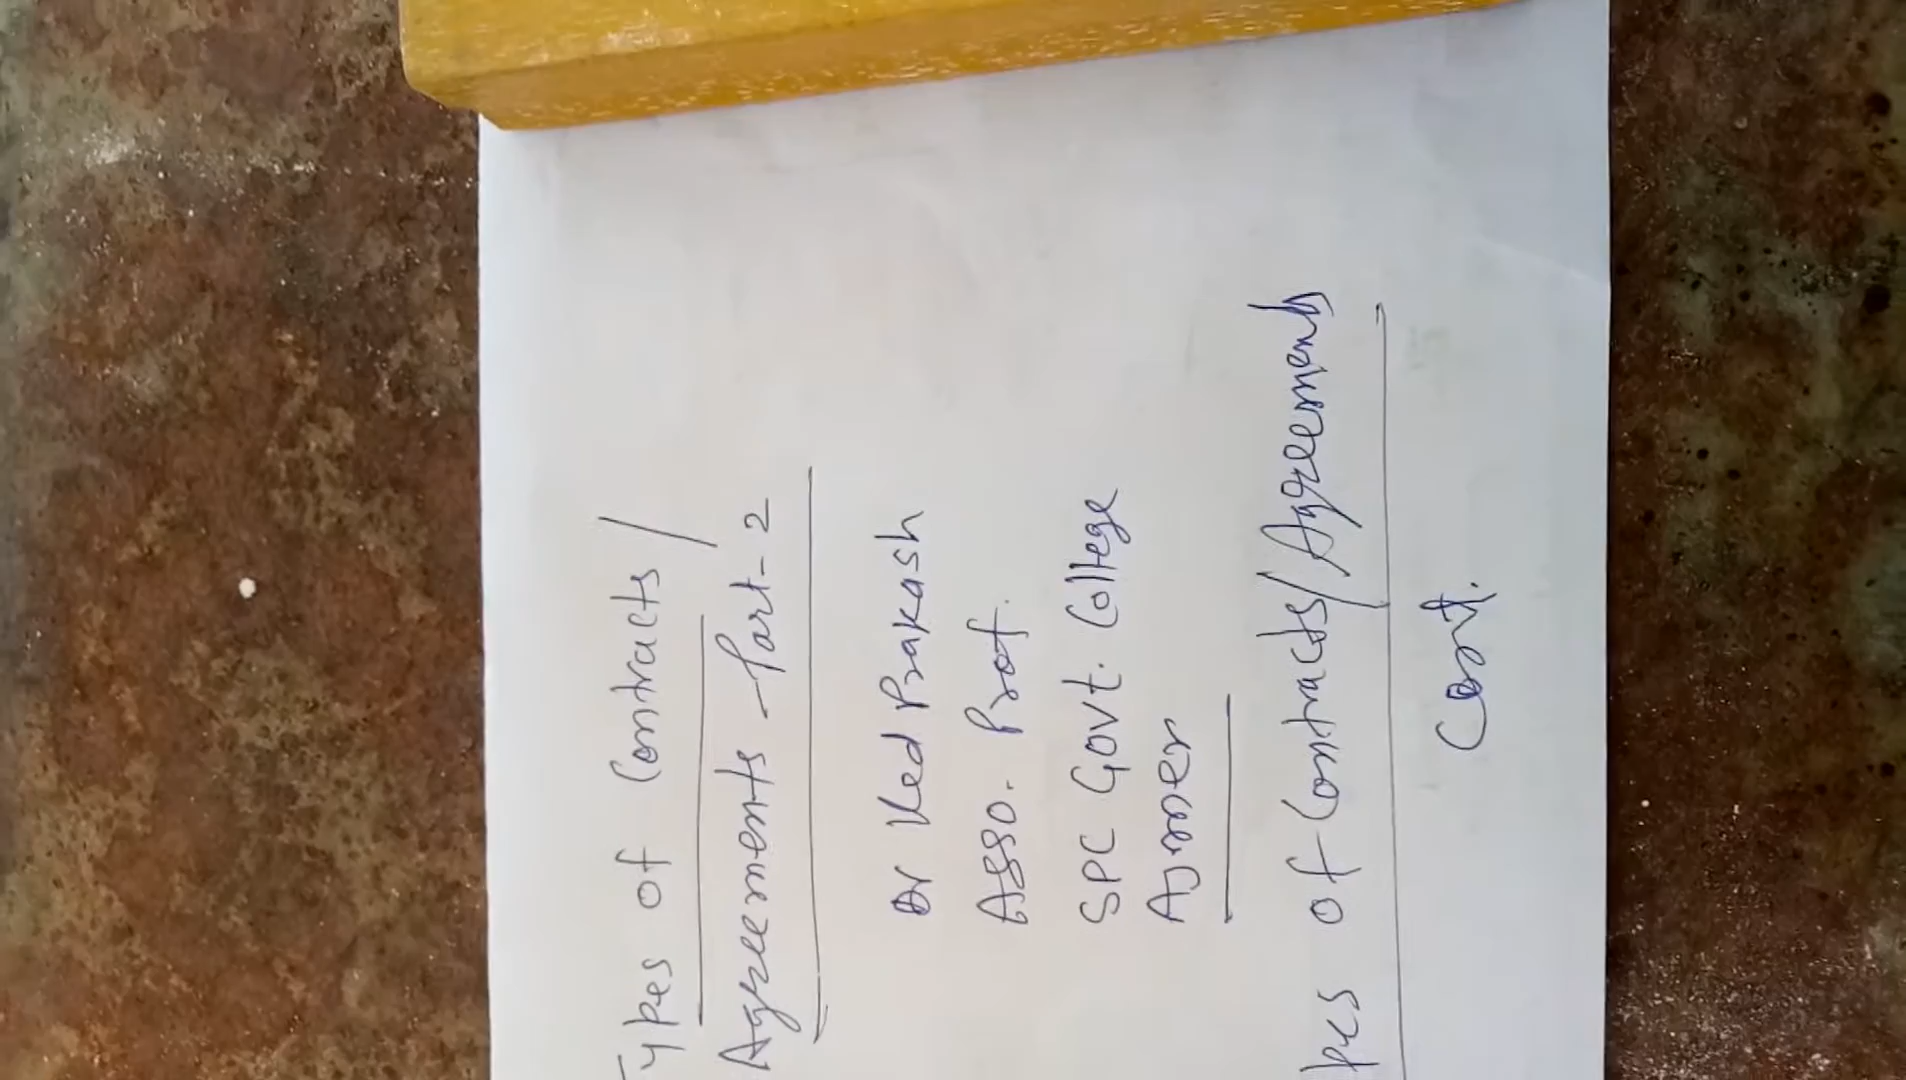 Types of Contracts/
Agreements - Part-2
Dr Ved Prakash
Asso. Prof.
SPC Govt. College
Ajmer
pes of Contracts/Agreements
Cont.